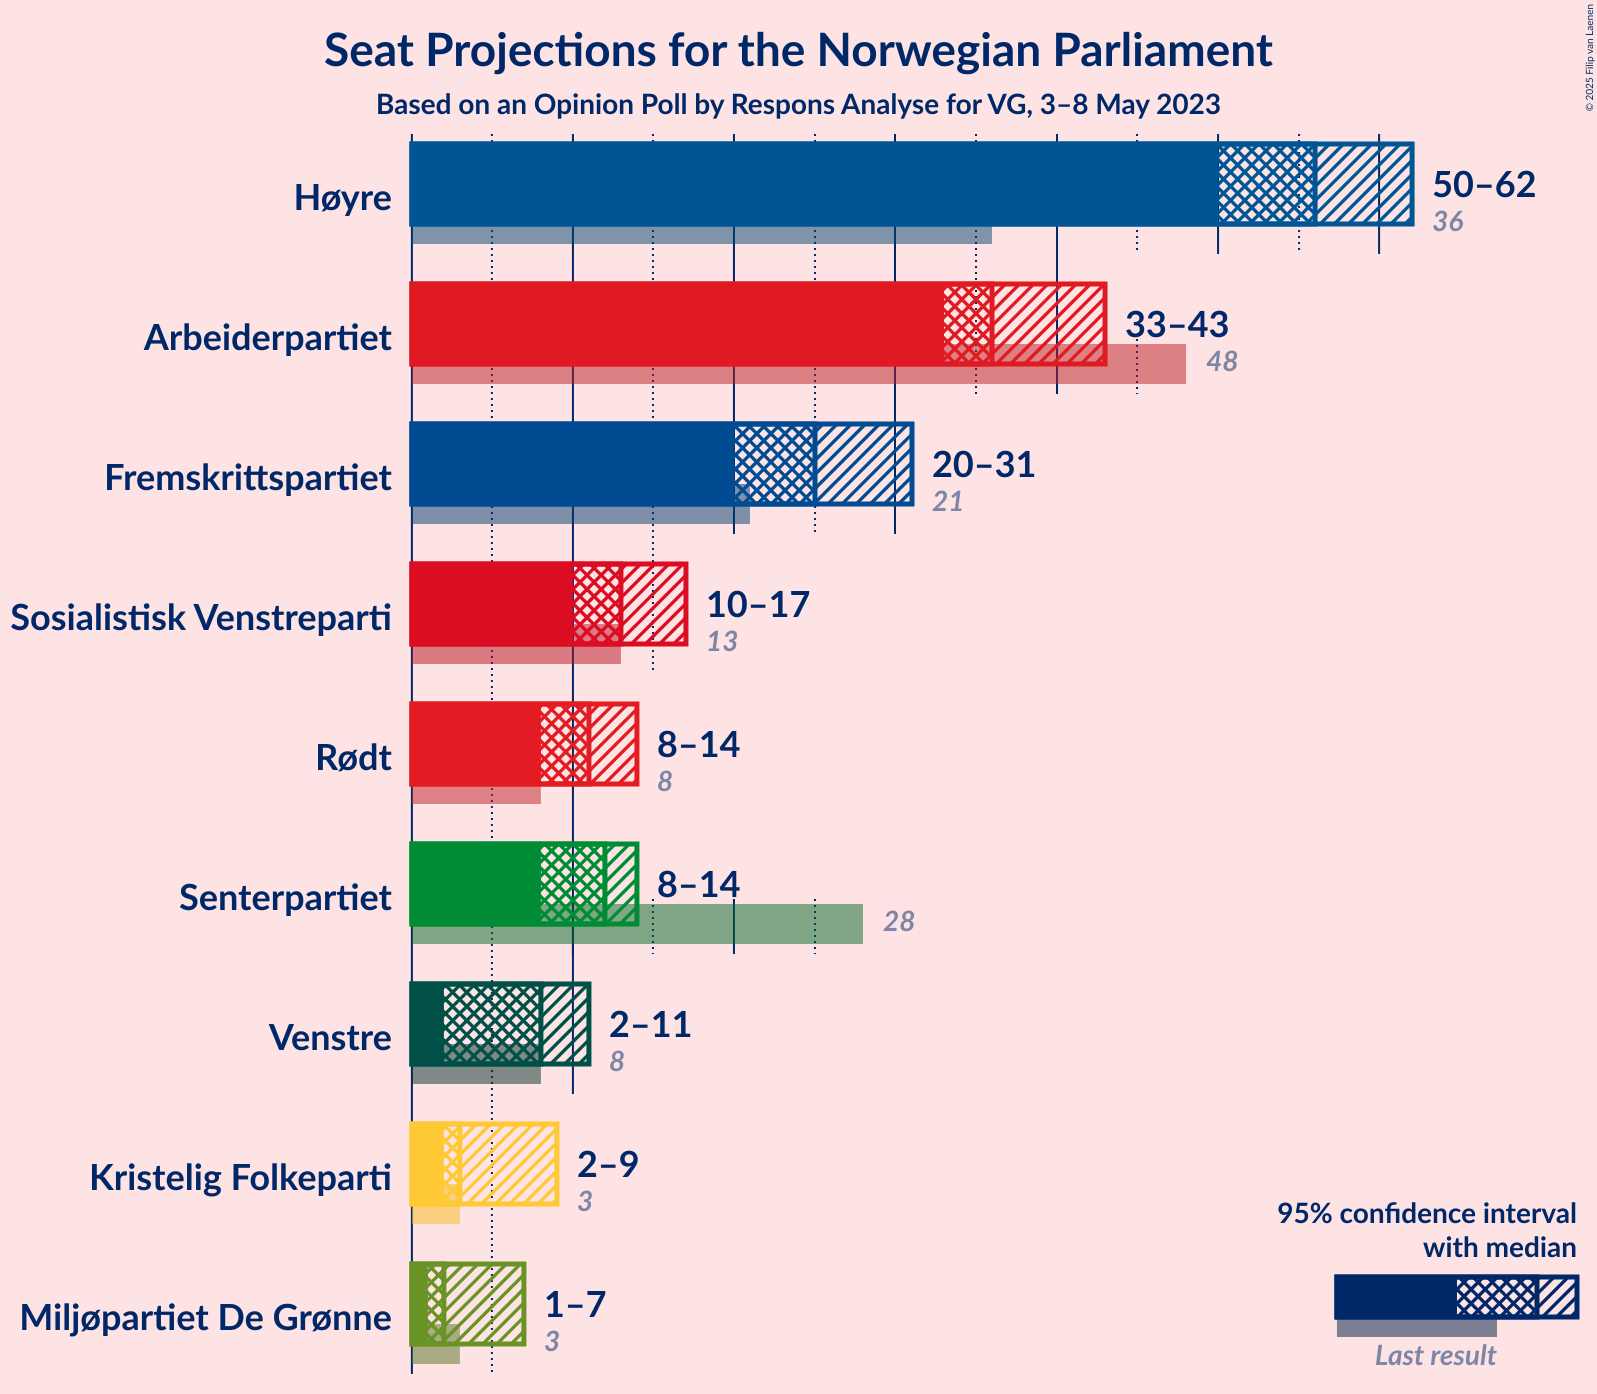 Seat Projections for the Norwegian Parliament
Based on an Opinion Poll by Respons Analyse for VG, 3–8 May 2023
© 2025 Filip van Laenen
Høyre
50–62
36
Arbeiderpartiet
33–43
48
Fremskrittspartiet
20–31
21
Sosialistisk Venstreparti
10–17
13
Rødt
8–14
8
Senterpartiet
8–14
28
Venstre
2–11
8
Kristelig Folkeparti
2–9
3
Miljøpartiet De Grønne
1–7
3
95% confidence interval
with median
Last result